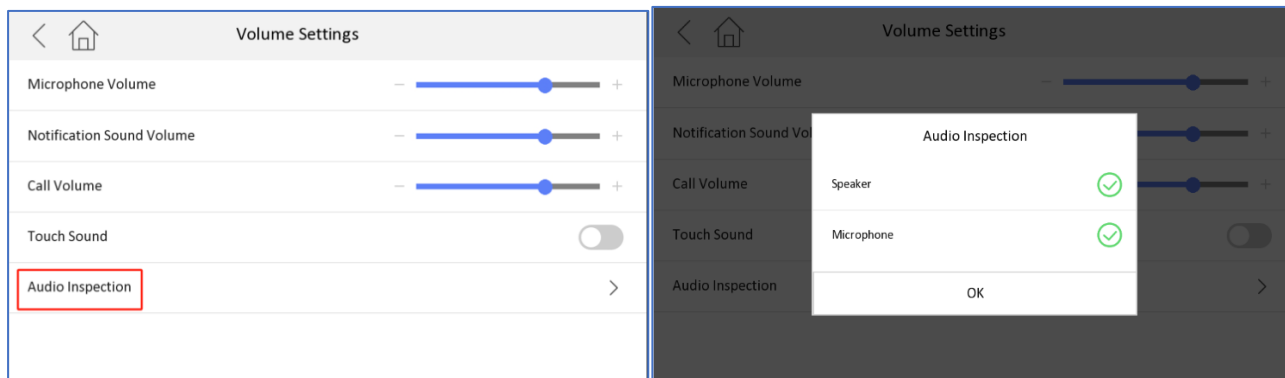 Volume Settings
Microphone Volume
Notification Sound Volume
Call Volume
Touch Sound
Audio Inspection
Volume Settings
Microphone Volume
Notification Sound Vol
Call Volume
Touch Sound
Audio Inspection
Audio Inspection
Speaker
Microphone
OK